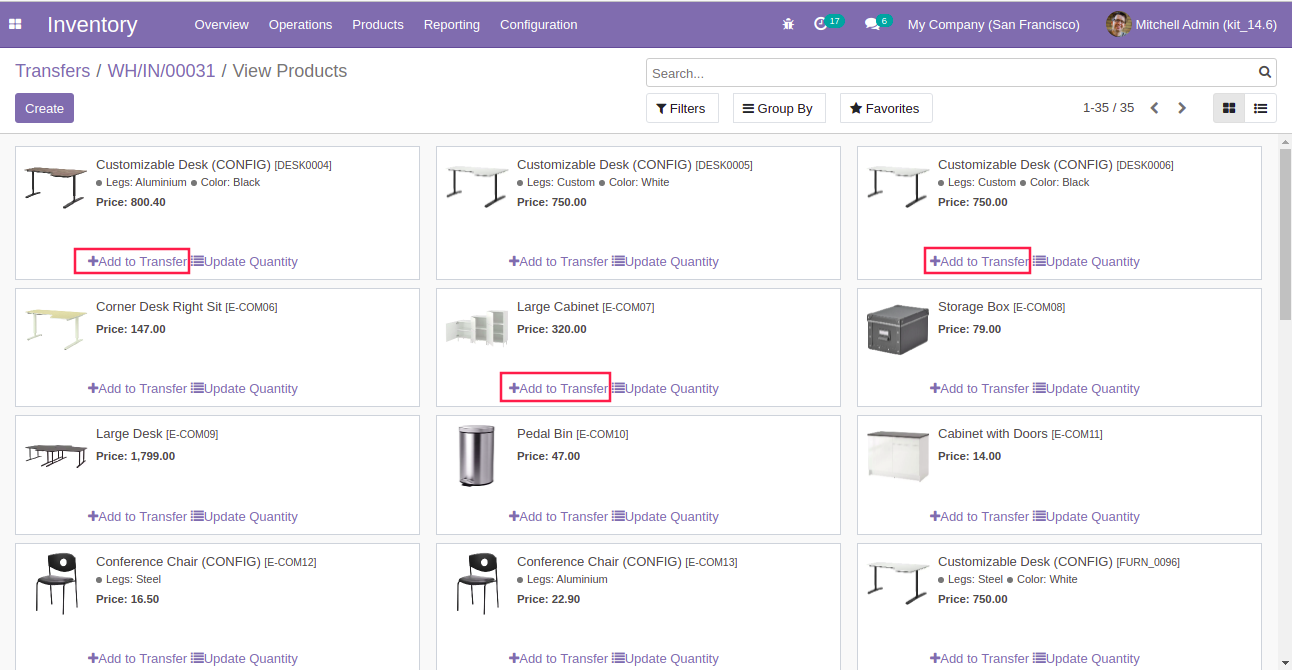 Inventory Overview Operations Products Reporting Configuration 17 6 My Company (San Francisco) Mitchell Admin (kit_14.6)
Transfers / WH/IN/00031 / View Products
Search...
Create
Filters Group By Favorites 1-35 / 35
Customizable Desk (CONFIG) [DESK0004]
Legs: Aluminium Color: Black
Price: 800.40
Add to Transfer Update Quantity
Customizable Desk (CONFIG) [DESK0005]
Legs: Custom Color: White
Price: 750.00
Add to Transfer Update Quantity
Customizable Desk (CONFIG) [DESK0006]
Legs: Custom Color: Black
Price: 750.00
Add to Transfer Update Quantity
Corner Desk Right Sit [E-COM06]
Price: 147.00
Add to Transfer Update Quantity
Large Cabinet [E-COM07]
Price: 320.00
Add to Transfer Update Quantity
Storage Box [E-COM08]
Price: 79.00
Add to Transfer Update Quantity
Large Desk [E-COM09]
Price: 1,799.00
Add to Transfer Update Quantity
Pedal Bin [E-COM10]
Price: 47.00
Add to Transfer Update Quantity
Cabinet with Doors [E-COM11]
Price: 14.00
Add to Transfer Update Quantity
Conference Chair (CONFIG) [E-COM12]
Legs: Steel
Price: 16.50
Add to Transfer Update Quantity
Conference Chair (CONFIG) [E-COM13]
Legs: Aluminium
Price: 22.90
Add to Transfer Update Quantity
Customizable Desk (CONFIG) [FURN_0096]
Legs: Steel Color: White
Price: 750.00
Add to Transfer Update Quantity